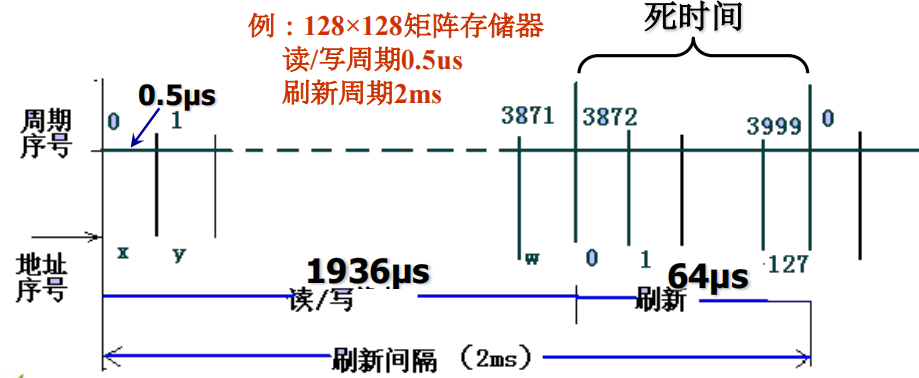 例：128×128矩阵存储器
读/写周期0.5us
刷新周期2ms
死时间
0.5μs
周期
序号
0 1 3871 3872 3999 0
地址
序号
x y w 0 1 127
1936μs 64μs
读/写 刷新
刷新间隔 （2ms）